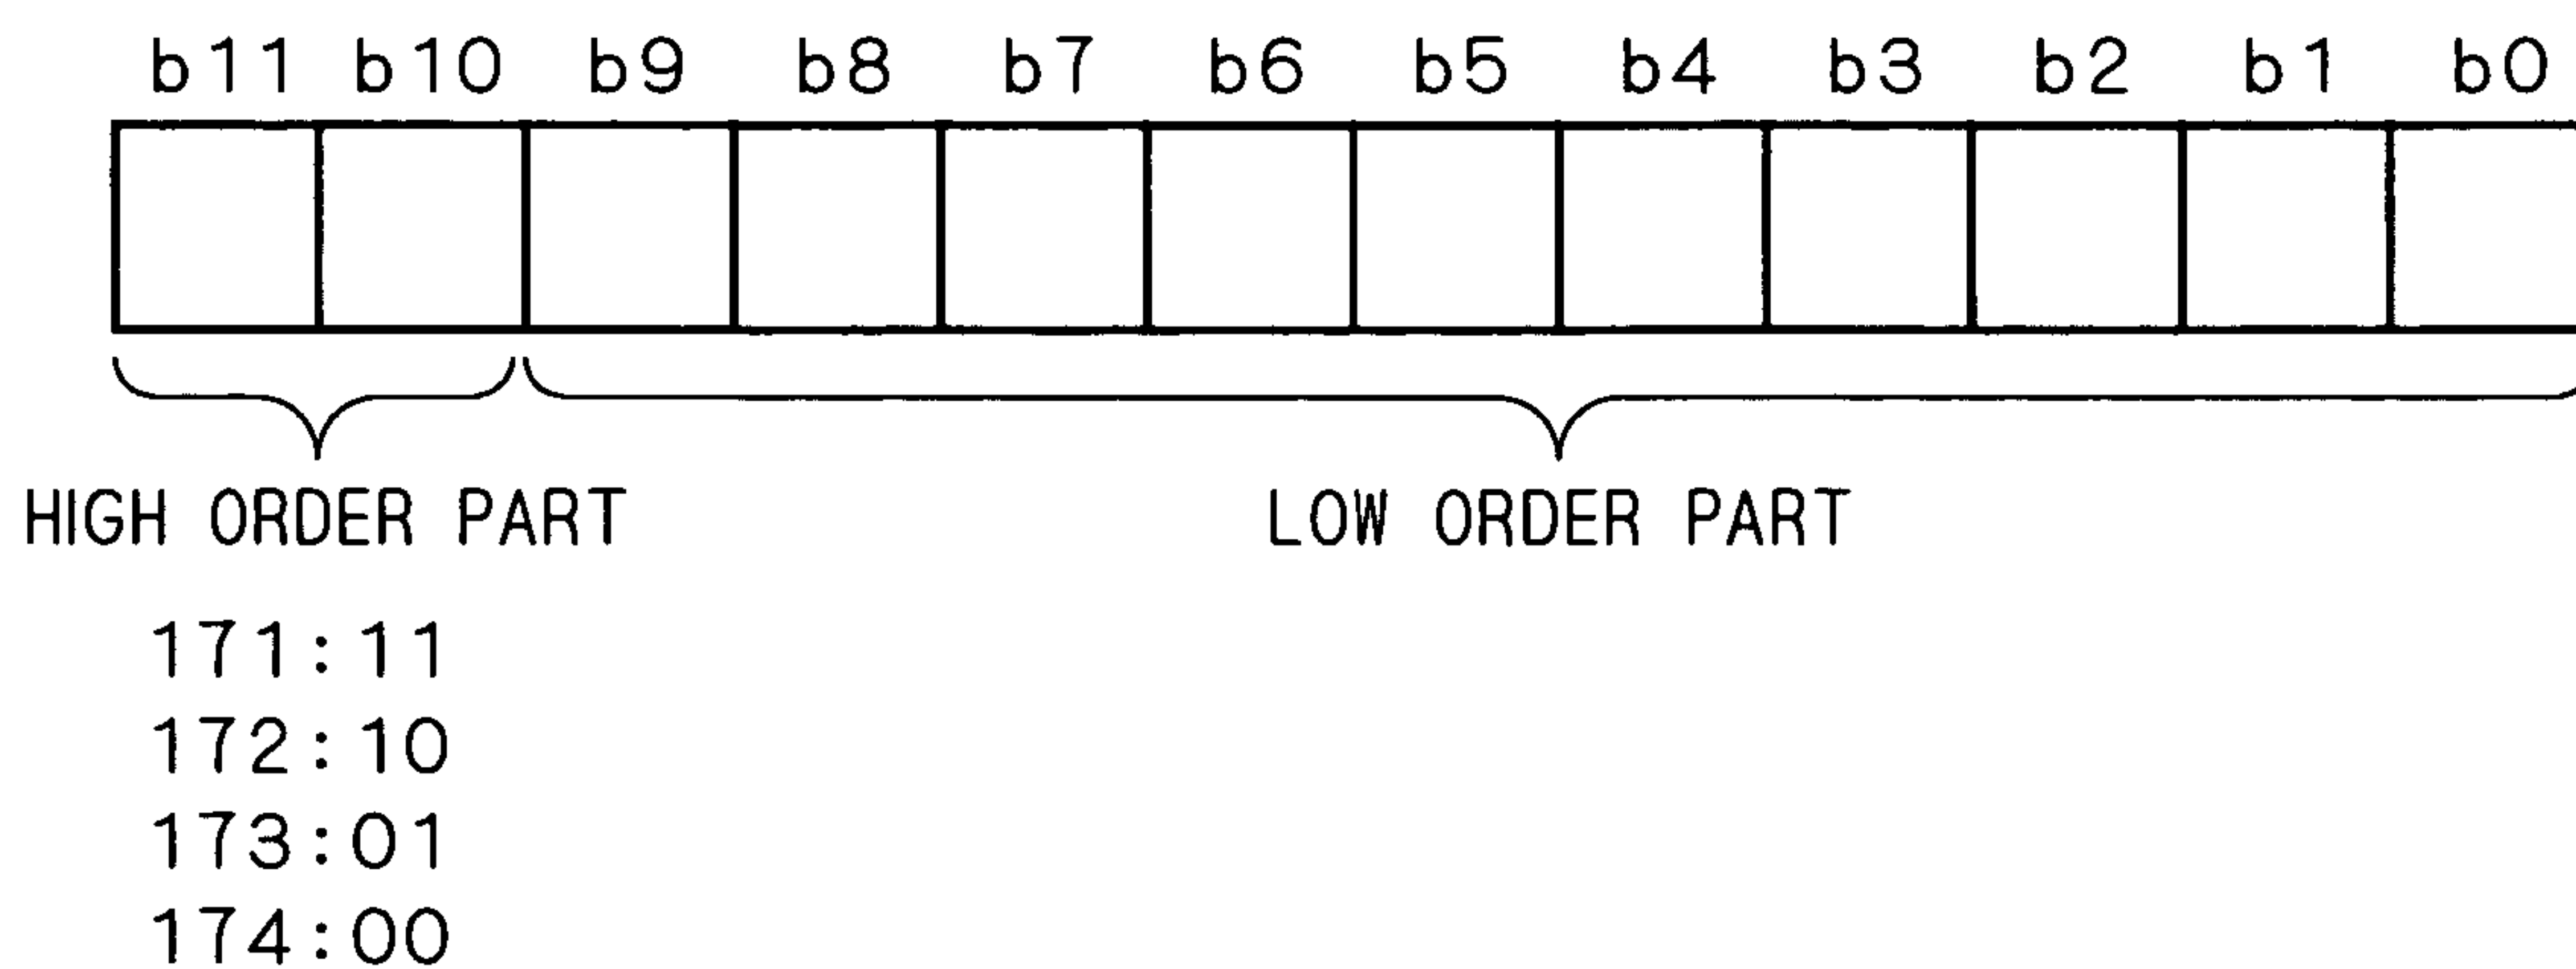 b11 b10 b9 b8 b7 b6 b5 b4 b3 b2 b1 b0
HIGH ORDER PART LOW ORDER PART
171:11
172:10
173:01
174:00